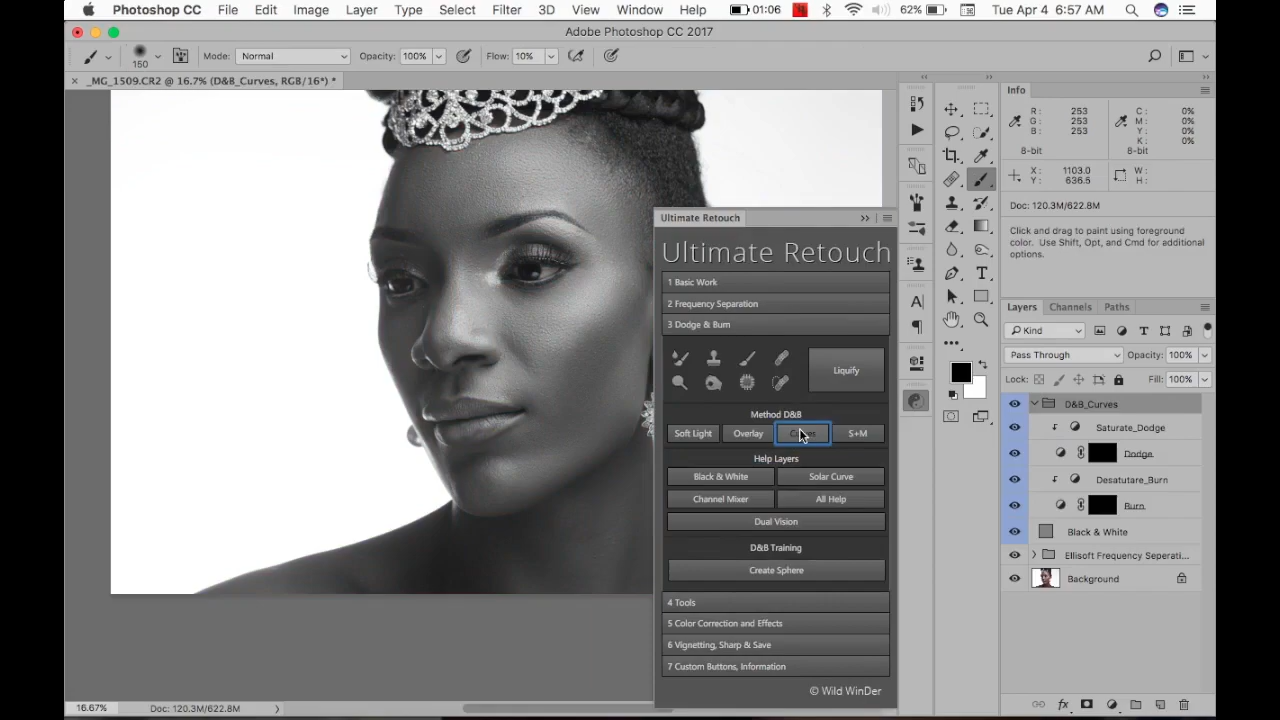 Photoshop CC File Edit Image Layer Type Select Filter 3D View Window Help 01:06 62% Tue Apr 4 6:57 AM
Adobe Photoshop CC 2017
150 Mode: Normal Opacity: 100% Flow: 10%
_MG_1509.CR2 @ 16.7% (D&B_Curves, RGB/16*) *
Info
R: 253 C: 0%
G: 253 M: 0%
B: 253 Y: 0%
K: 0%
8-bit 8-bit
X: 1103.0 W:
Y: 636.5 H:
Doc: 120.3M/622.8M
Click and drag to paint using foreground
color. Use Shift, Opt, and Cmd for additional
options.
Layers Channels Paths
Kind
Pass Through Opacity: 100%
Lock: Fill: 100%
D&B_Curves
Saturate_Dodge
Dodge
Desatutare_Burn
Burn
Black & White
Ellisoft Frequency Seperati...
Background
Ultimate Retouch
Ultimate Retouch
1 Basic Work
2 Frequency Separation
3 Dodge & Burn
Liquify
Method D&B
Soft Light Overlay Curves S+M
Help Layers
Black & White Solar Curve
Channel Mixer All Help
Dual Vision
D&B Training
Create Sphere
4 Tools
5 Color Correction and Effects
6 Vignetting, Sharp & Save
7 Custom Buttons, Information
© Wild WinDer
16.67% Doc: 120.3M/622.8M